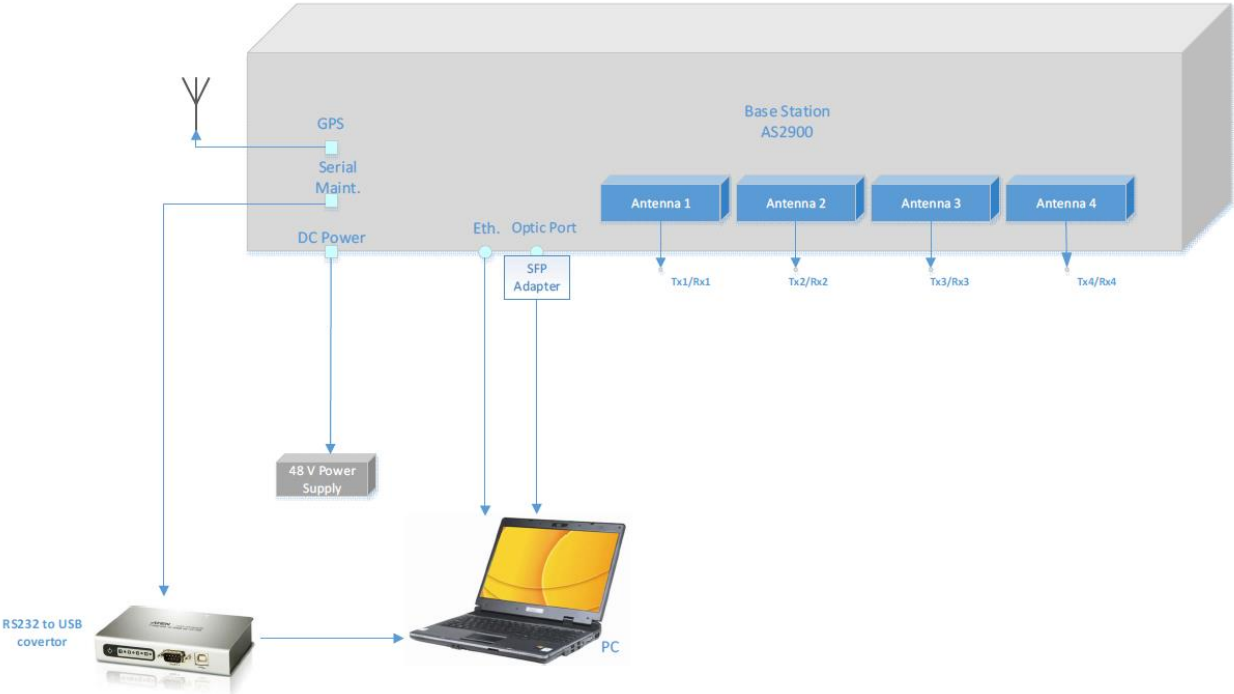 Base Station
AS2900
GPS
Serial
Maint.
DC Power
Eth.
Optic Port
SFP
Adapter
Antenna 1
Antenna 2
Antenna 3
Antenna 4
Tx1/Rx1
Tx2/Rx2
Tx3/Rx3
Tx4/Rx4
48 V Power
Supply
RS232 to USB
covertor
PC